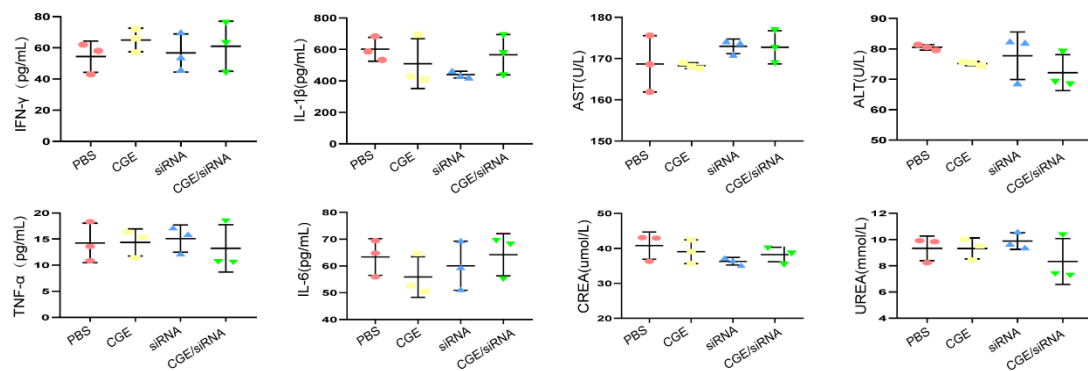 IFN-γ (pg/mL)
80
60
40
20
0
PBS
CGE
siRNA
CGE/siRNA
IL-1β(pg/mL)
800
600
400
200
0
PBS
CGE
siRNA
CGE/siRNA
AST(U/L)
180
170
160
150
PBS
CGE
siRNA
CGE/siRNA
ALT(U/L)
90
80
70
60
50
PBS
CGE
siRNA
CGE/siRNA
TNF-α (pg/mL)
20
15
10
5
0
PBS
CGE
siRNA
CGE/siRNA
IL-6(pg/mL)
80
70
60
50
40
PBS
CGE
siRNA
CGE/siRNA
CREA(umol/L)
50
40
30
20
PBS
CGE
siRNA
CGE/siRNA
UREA(mmol/L)
12
10
8
6
4
PBS
CGE
siRNA
CGE/siRNA